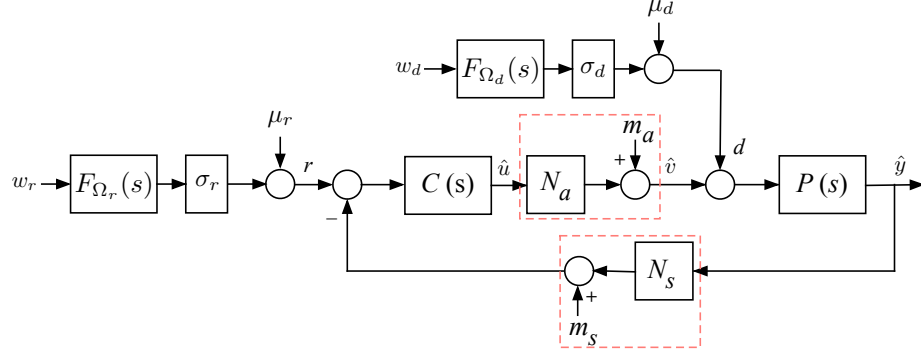 μ_d
w_d F_{Ω_d}(s) σ_d
μ_r m_a
w_r F_{Ω_r}(s) σ_r r C(s) û N_a + v̂ d P(s) ŷ
− N_s
+
m_s